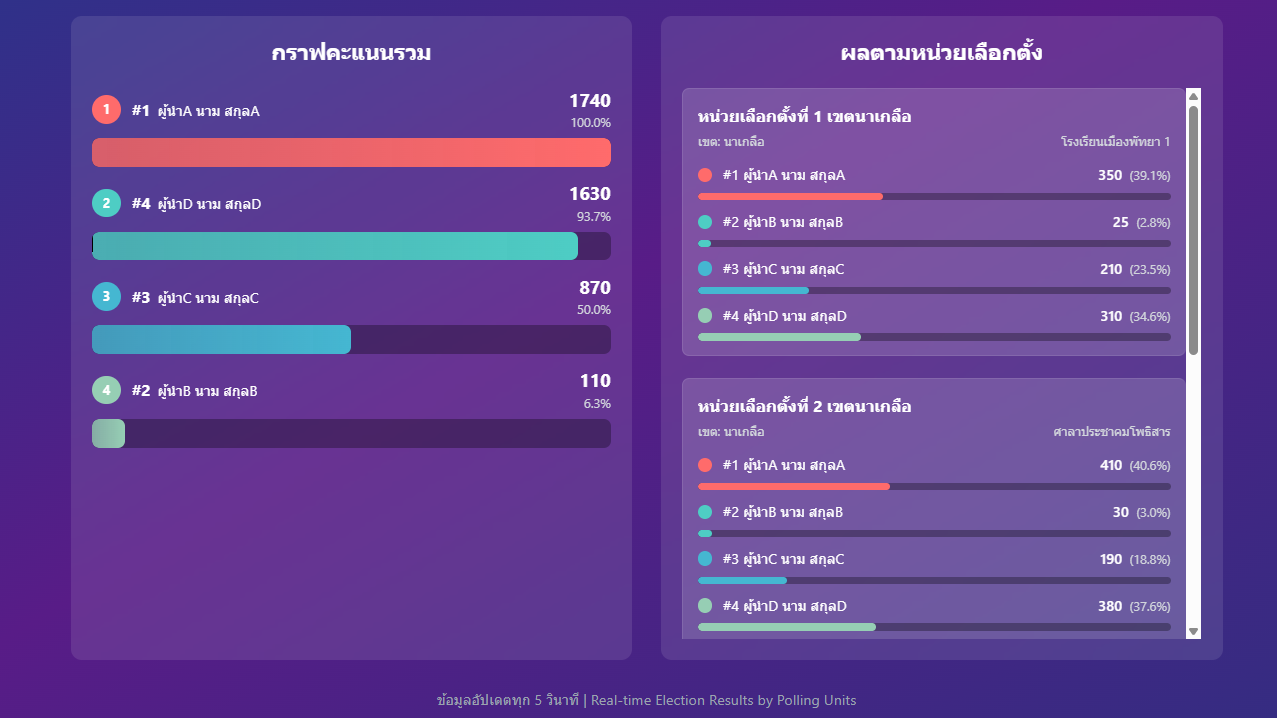 กราฟคะแนนรวม
1 #1 ผู้นำA นาม สกุลA 1740
100.0%
2 #4 ผู้นำD นาม สกุลD 1630
93.7%
3 #3 ผู้นำC นาม สกุลC 870
50.0%
4 #2 ผู้นำB นาม สกุลB 110
6.3%
ผลตามหน่วยเลือกตั้ง
หน่วยเลือกตั้งที่ 1 เขตนาเกลือ
เขต: นาเกลือ โรงเรียนเมืองพัทยา 1
#1 ผู้นำA นาม สกุลA 350 (39.1%)
#2 ผู้นำB นาม สกุลB 25 (2.8%)
#3 ผู้นำC นาม สกุลC 210 (23.5%)
#4 ผู้นำD นาม สกุลD 310 (34.6%)
หน่วยเลือกตั้งที่ 2 เขตนาเกลือ
เขต: นาเกลือ ศาลาประชาคมโพธิสาร
#1 ผู้นำA นาม สกุลA 410 (40.6%)
#2 ผู้นำB นาม สกุลB 30 (3.0%)
#3 ผู้นำC นาม สกุลC 190 (18.8%)
#4 ผู้นำD นาม สกุลD 380 (37.6%)
ข้อมูลอัปเดตทุก 5 วินาที | Real-time Election Results by Polling Units